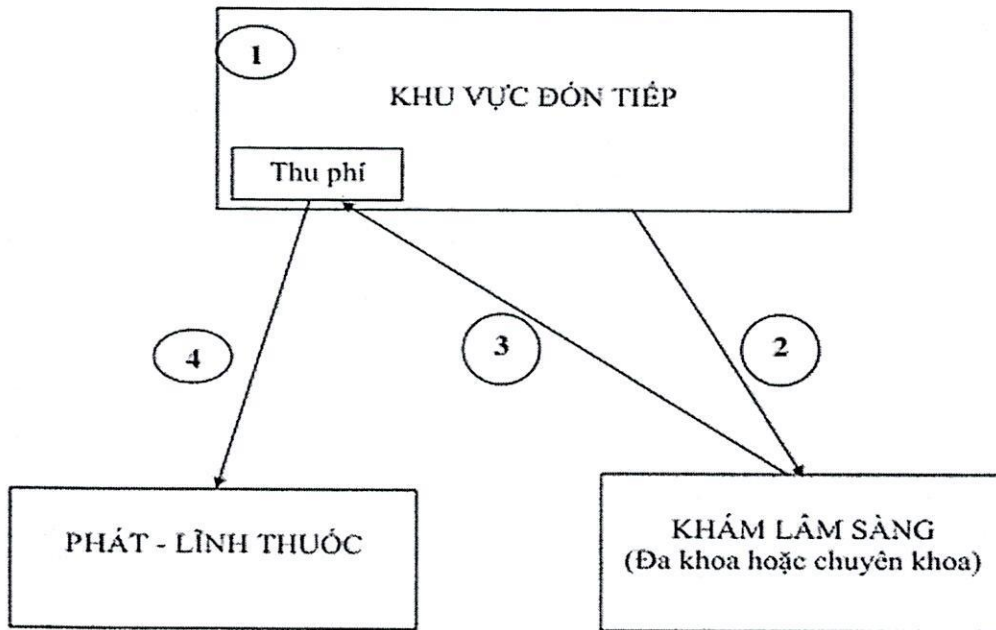 1
KHU VỰC ĐÓN TIẾP
Thu phí
4
3
2
PHÁT - LĨNH THUỐC
KHÁM LÂM SÀNG
(Đa khoa hoặc chuyên khoa)